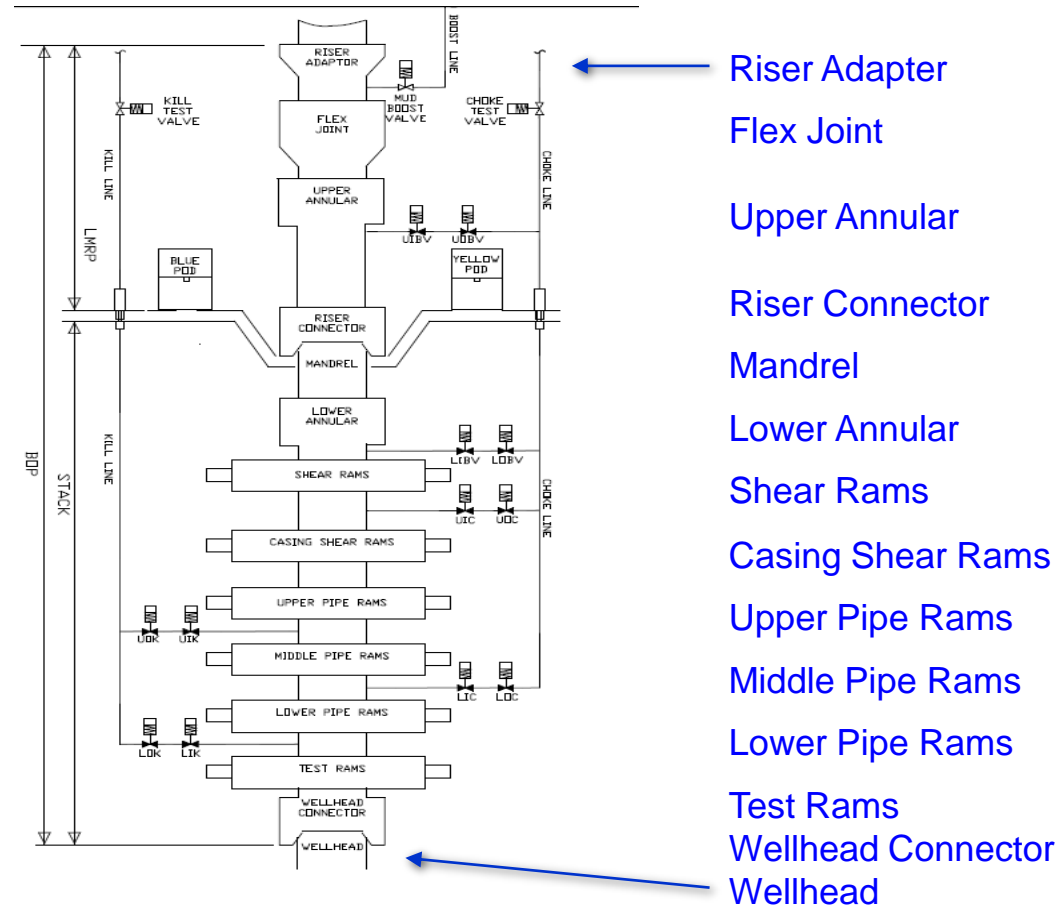 BOOST LINE
RISER
ADAPTOR
KILL
TEST
VALVE
MUD
BOOST
VALVE
CHOKE
TEST
VALVE
FLEX
JOINT
KILL LINE
CHOKE LINE
UPPER
ANNULAR
LMRP
UIBV
UOBV
BLUE
POD
YELLOW
POD
RISER
CONNECTOR
MANDREL
LOWER
ANNULAR
KILL LINE
BOP
STACK
LIBV
LOBV
SHEAR RAMS
CHOKE LINE
UIC
UOC
CASING SHEAR RAMS
UPPER PIPE RAMS
UOK
UIK
MIDDLE PIPE RAMS
LIC
LOC
LOWER PIPE RAMS
LOK
LIK
TEST RAMS
WELLHEAD
CONNECTOR
WELLHEAD
Riser Adapter
Flex Joint
Upper Annular
Riser Connector
Mandrel
Lower Annular
Shear Rams
Casing Shear Rams
Upper Pipe Rams
Middle Pipe Rams
Lower Pipe Rams
Test Rams
Wellhead Connector
Wellhead